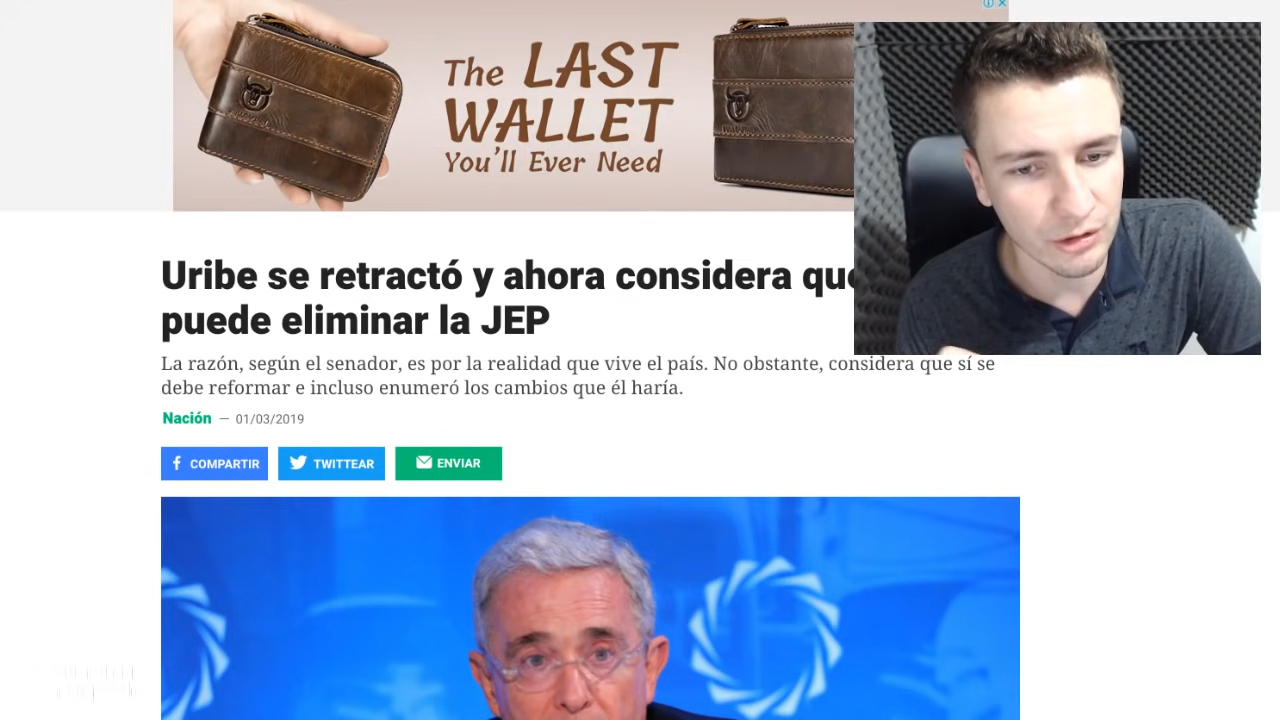 The LAST
WALLET
You'll Ever Need
Uribe se retractó y ahora considera que
puede eliminar la JEP
La razón, según el senador, es por la realidad que vive el país. No obstante, considera que sí se
debe reformar e incluso enumeró los cambios que él haría.
Nación — 01/03/2019
COMPARTIR TWITTEAR ENVIAR